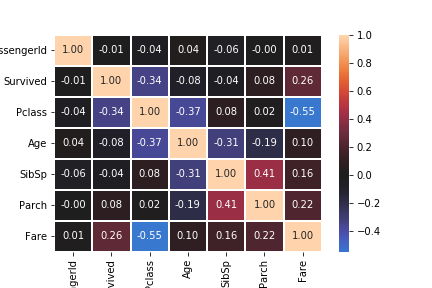 ssengerId 1.00 -0.01 -0.04 0.04 -0.06 -0.00 0.01
Survived -0.01 1.00 -0.34 -0.08 -0.04 0.08 0.26
Pclass -0.04 -0.34 1.00 -0.37 0.08 0.02 -0.55
Age 0.04 -0.08 -0.37 1.00 -0.31 -0.19 0.10
SibSp -0.06 -0.04 0.08 -0.31 1.00 0.41 0.16
Parch -0.00 0.08 0.02 -0.19 0.41 1.00 0.22
Fare 0.01 0.26 -0.55 0.10 0.16 0.22 1.00
ngerId
vived
Pclass
Age
SibSp
Parch
Fare
1.0
0.8
0.6
0.4
0.2
0.0
−0.2
−0.4